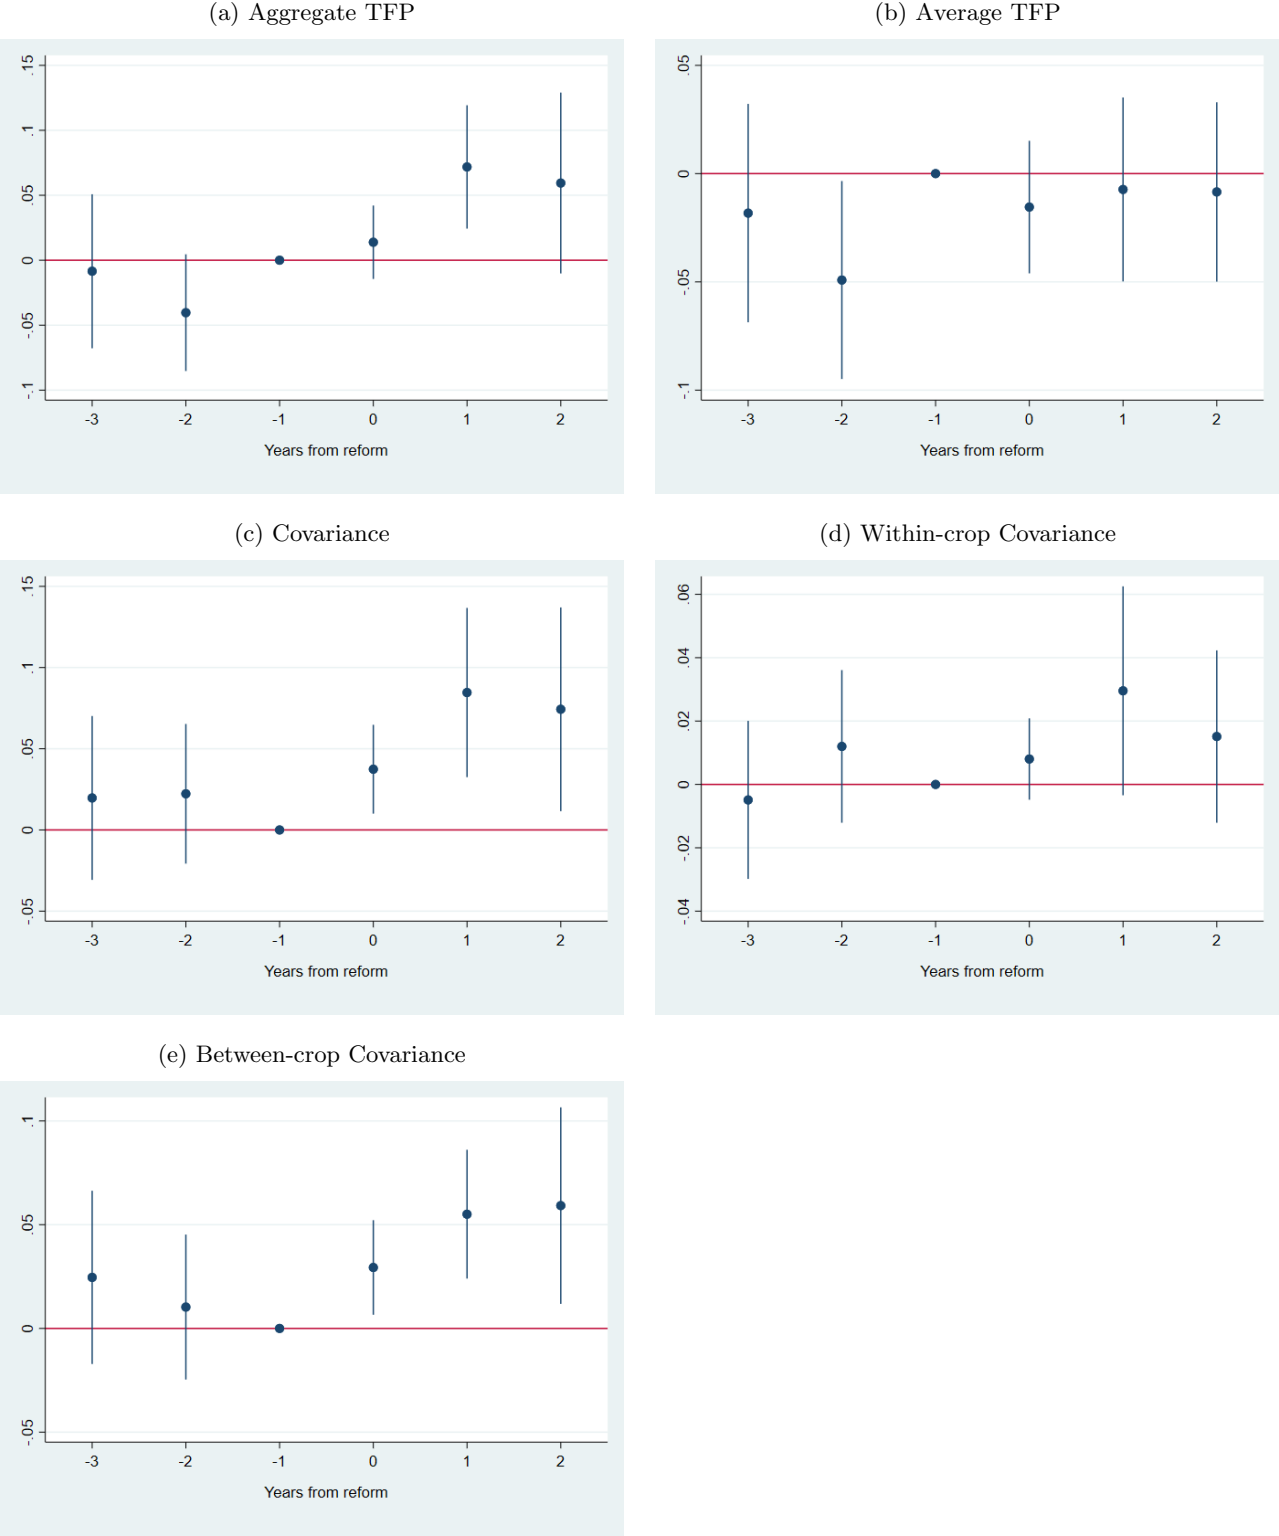 (a) Aggregate TFP
.15
.1
.05
0
-.05
-.1
-3 -2 -1 0 1 2
Years from reform
(b) Average TFP
.05
0
-.05
-.1
-3 -2 -1 0 1 2
Years from reform
(c) Covariance
.15
.1
.05
0
-.05
-3 -2 -1 0 1 2
Years from reform
(d) Within-crop Covariance
.06
.04
.02
0
-.02
-.04
-3 -2 -1 0 1 2
Years from reform
(e) Between-crop Covariance
.1
.05
0
-.05
-3 -2 -1 0 1 2
Years from reform